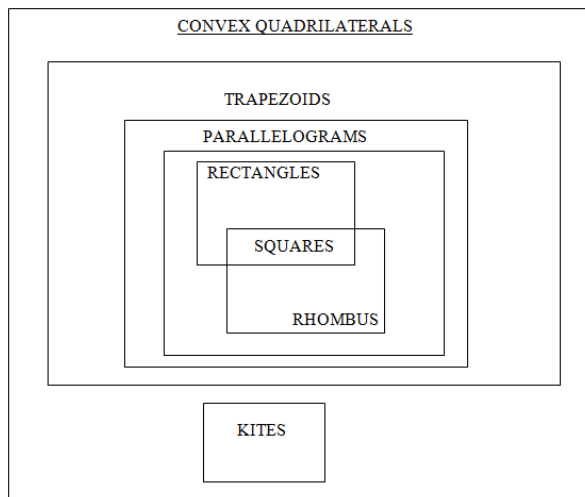 CONVEX QUADRILATERALS
TRAPEZOIDS
PARALLELOGRAMS
RECTANGLES
SQUARES
RHOMBUS
KITES